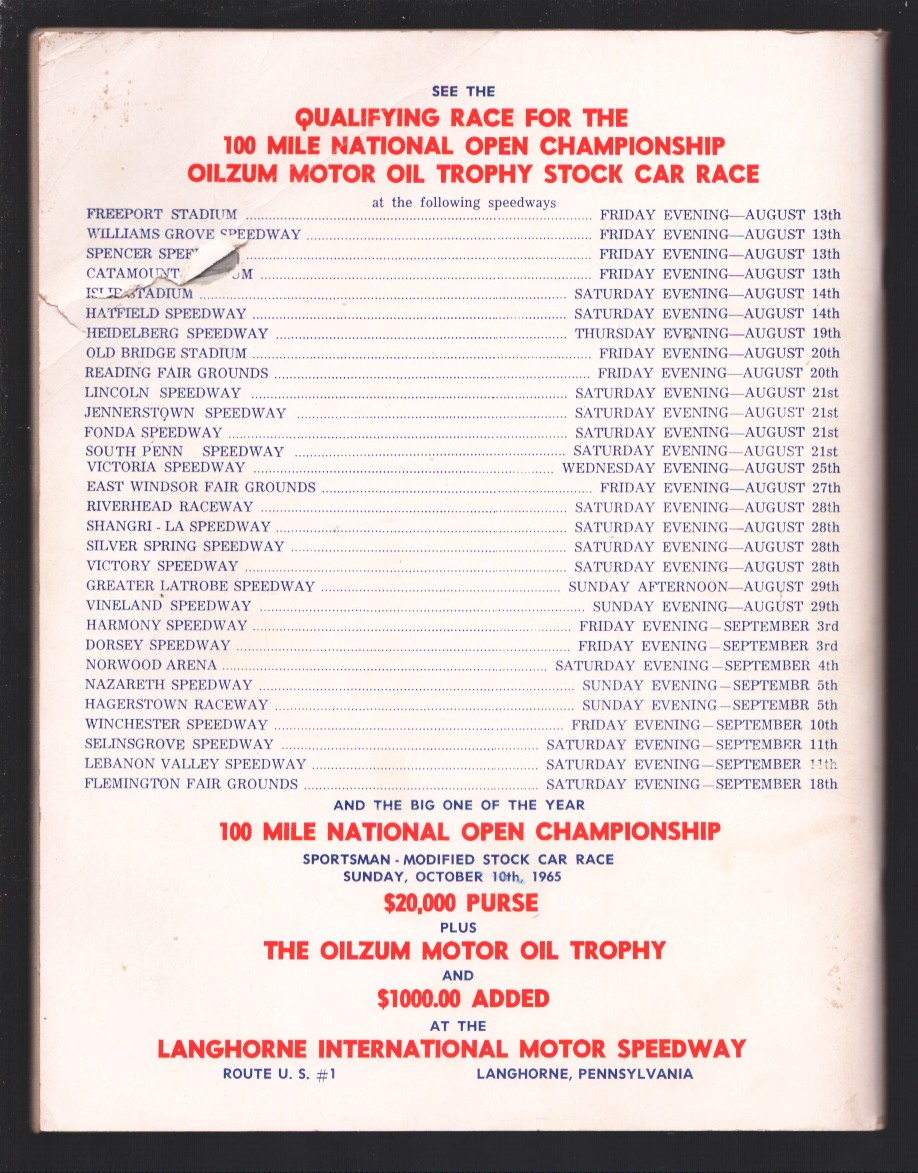 SEE THE
QUALIFYING RACE FOR THE
100 MILE NATIONAL OPEN CHAMPIONSHIP
OILZUM MOTOR OIL TROPHY STOCK CAR RACE
at the following speedways
FREEPORT STADIUM ........ FRIDAY EVENING—AUGUST 13th
WILLIAMS GROVE SPEEDWAY ........ FRIDAY EVENING—AUGUST 13th
SPENCER ........ FRIDAY EVENING—AUGUST 13th
CATAMOUNT ........ FRIDAY EVENING—AUGUST 13th
ISLIP STADIUM ........ SATURDAY EVENING—AUGUST 14th
HATFIELD SPEEDWAY ........ SATURDAY EVENING—AUGUST 14th
HEIDELBERG SPEEDWAY ........ THURSDAY EVENING—AUGUST 19th
OLD BRIDGE STADIUM ........ FRIDAY EVENING—AUGUST 20th
READING FAIR GROUNDS ........ FRIDAY EVENING—AUGUST 20th
LINCOLN SPEEDWAY ........ SATURDAY EVENING—AUGUST 21st
JENNERSTOWN SPEEDWAY ........ SATURDAY EVENING—AUGUST 21st
FONDA SPEEDWAY ........ SATURDAY EVENING—AUGUST 21st
SOUTH PENN SPEEDWAY ........ SATURDAY EVENING—AUGUST 21st
VICTORIA SPEEDWAY ........ WEDNESDAY EVENING—AUGUST 25th
EAST WINDSOR FAIR GROUNDS ........ FRIDAY EVENING—AUGUST 27th
RIVERHEAD RACEWAY ........ SATURDAY EVENING—AUGUST 28th
SHANGRI - LA SPEEDWAY ........ SATURDAY EVENING—AUGUST 28th
SILVER SPRING SPEEDWAY ........ SATURDAY EVENING—AUGUST 28th
VICTORY SPEEDWAY ........ SATURDAY EVENING—AUGUST 28th
GREATER LATROBE SPEEDWAY ........ SUNDAY AFTERNOON—AUGUST 29th
VINELAND SPEEDWAY ........ SUNDAY EVENING—AUGUST 29th
HARMONY SPEEDWAY ........ FRIDAY EVENING—SEPTEMBER 3rd
DORSEY SPEEDWAY ........ FRIDAY EVENING—SEPTEMBER 3rd
NORWOOD ARENA ........ SATURDAY EVENING—SEPTEMBER 4th
NAZARETH SPEEDWAY ........ SUNDAY EVENING—SEPTEMBR 5th
HAGERSTOWN RACEWAY ........ SUNDAY EVENING—SEPTEMBR 5th
WINCHESTER SPEEDWAY ........ FRIDAY EVENING—SEPTEMBER 10th
SELINSGROVE SPEEDWAY ........ SATURDAY EVENING—SEPTEMBER 11th
LEBANON VALLEY SPEEDWAY ........ SATURDAY EVENING—SEPTEMBER 11th
FLEMINGTON FAIR GROUNDS ........ SATURDAY EVENING—SEPTEMBER 18th
AND THE BIG ONE OF THE YEAR
100 MILE NATIONAL OPEN CHAMPIONSHIP
SPORTSMAN - MODIFIED STOCK CAR RACE
SUNDAY, OCTOBER 10th, 1965
$20,000 PURSE
PLUS
THE OILZUM MOTOR OIL TROPHY
AND
$1000.00 ADDED
AT THE
LANGHORNE INTERNATIONAL MOTOR SPEEDWAY
ROUTE U. S. #1 LANGHORNE, PENNSYLVANIA